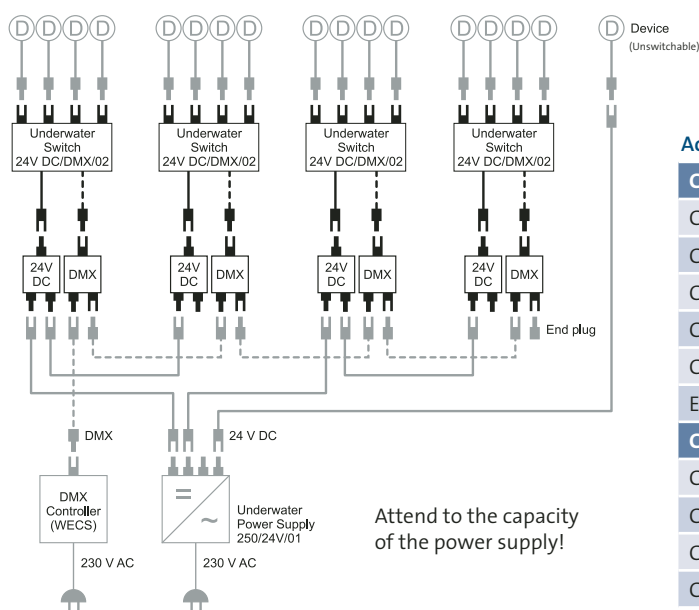 D D D D D D D D D D D D D D D D D Device
(Unswitchable)
Underwater
Switch
24V DC/DMX/02
Underwater
Switch
24V DC/DMX/02
Underwater
Switch
24V DC/DMX/02
Underwater
Switch
24V DC/DMX/02
24V
DC
DMX
24V
DC
DMX
24V
DC
DMX
24V
DC
DMX
End plug
DMX
24 V DC
DMX
Controller
(WECS)
= ~
Underwater
Power Supply
250/24V/01
230 V AC
230 V AC
Attend to the capacity
of the power supply!